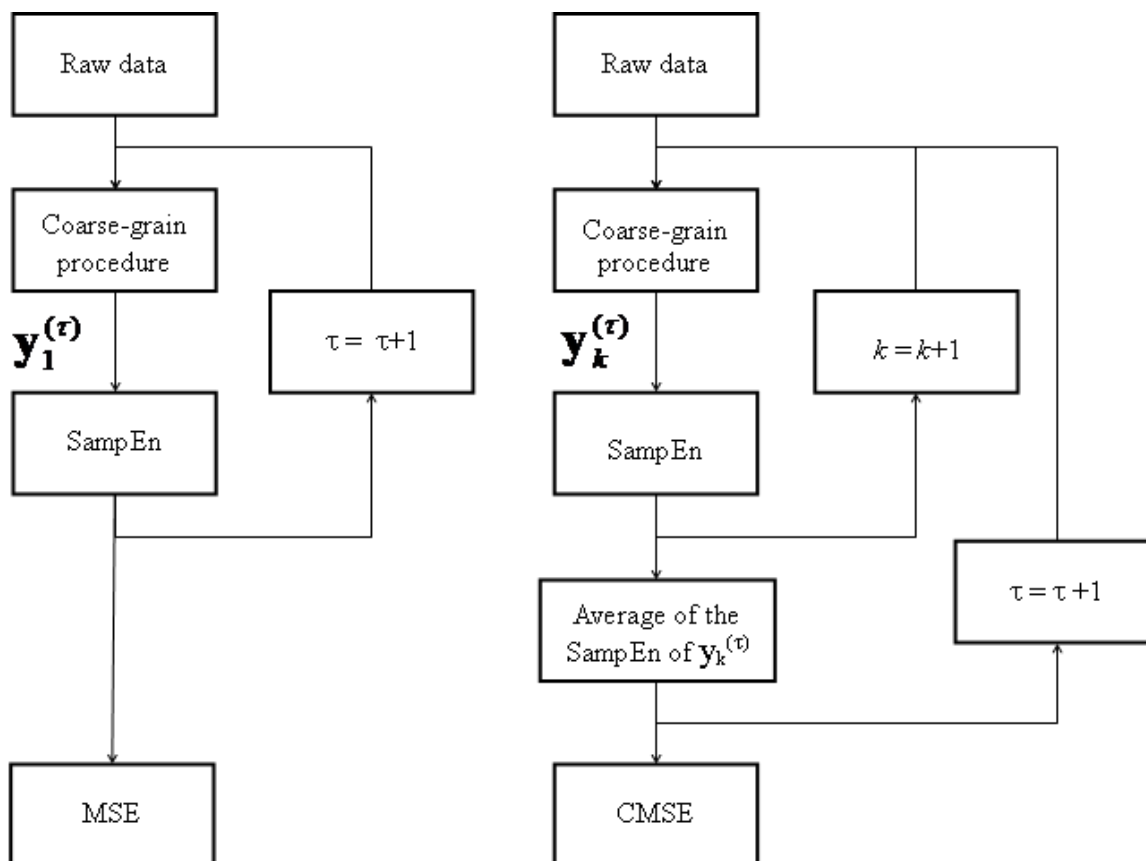 Raw data
Coarse-grain
procedure
y₁^(τ)
τ = τ+1
SampEn
MSE
Raw data
Coarse-grain
procedure
yₖ^(τ)
k = k+1
SampEn
Average of the
SampEn of yₖ^(τ)
τ = τ +1
CMSE